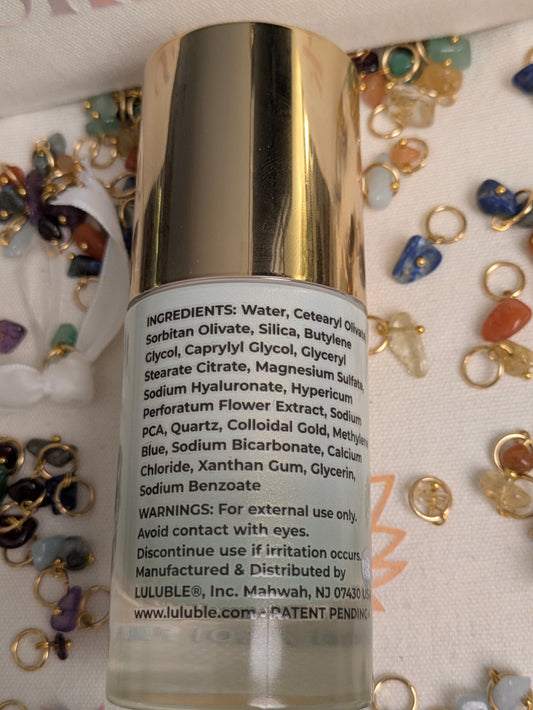 INGREDIENTS: Water, Cetearyl Olivate,
Sorbitan Olivate, Silica, Butylene
Glycol, Caprylyl Glycol, Glyceryl
Stearate Citrate, Magnesium Sulfate,
Sodium Hyaluronate, Hypericum
Perforatum Flower Extract, Sodium
PCA, Quartz, Colloidal Gold, Methylene
Blue, Sodium Bicarbonate, Calcium
Chloride, Xanthan Gum, Glycerin,
Sodium Benzoate
WARNINGS: For external use only.
Avoid contact with eyes.
Discontinue use if irritation occurs.
Manufactured & Distributed by
LULUBLE®, Inc. Mahwah, NJ 07430 US
www.luluble.com • PATENT PENDING